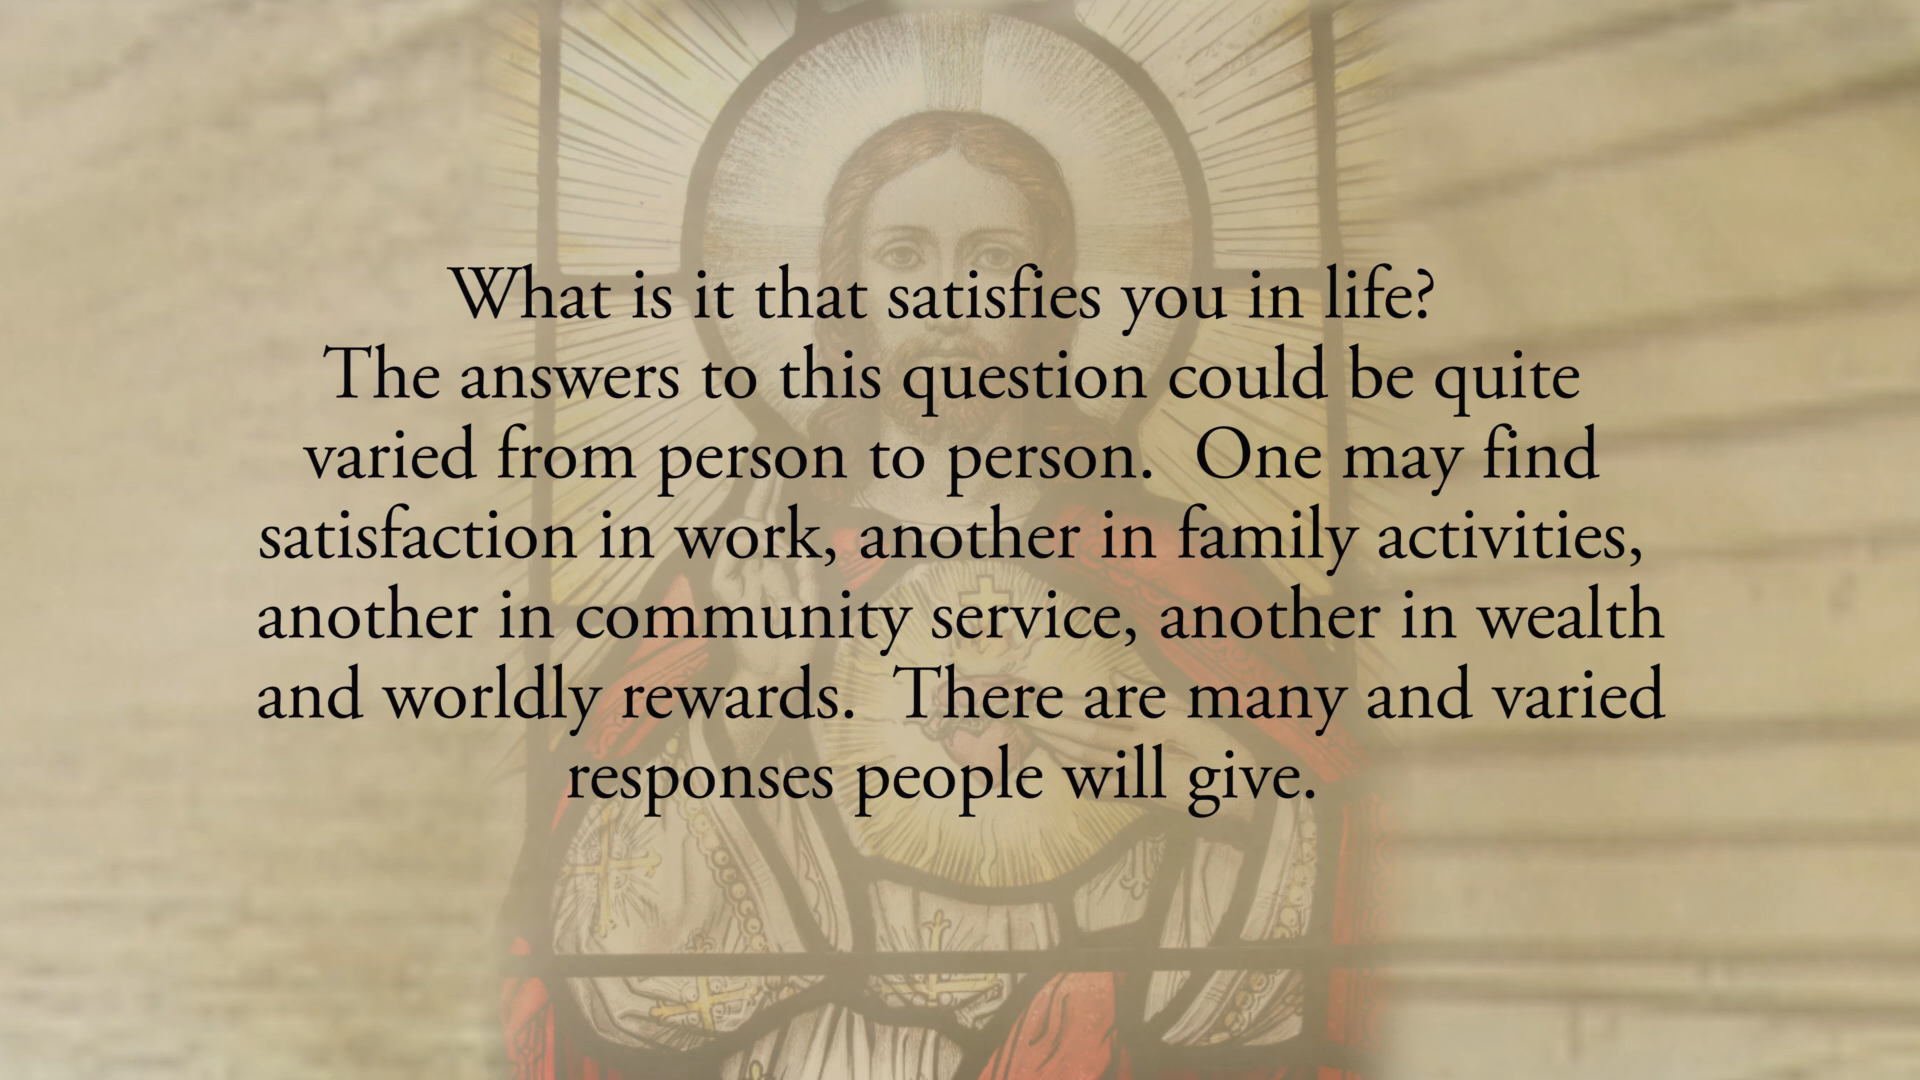 What is it that satisfies you in life?
The answers to this question could be quite
varied from person to person.  One may find
satisfaction in work, another in family activities,
another in community service, another in wealth
and worldly rewards.  There are many and varied
responses people will give.